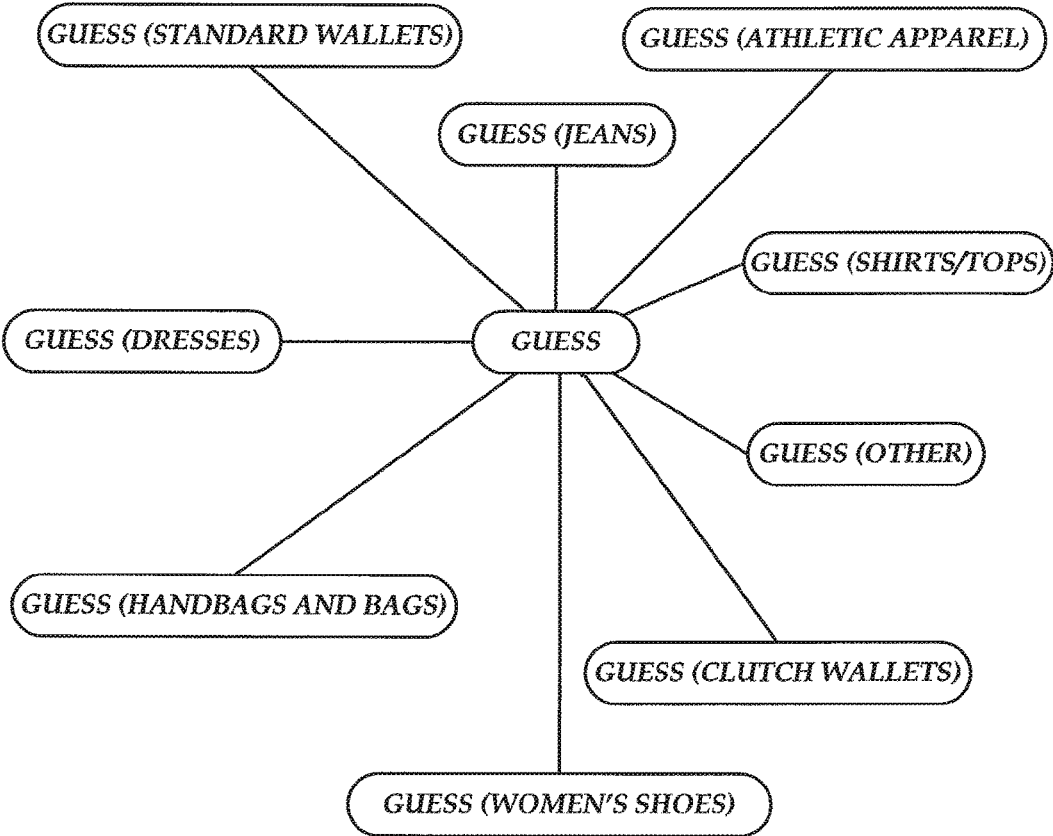 GUESS (STANDARD WALLETS)
GUESS (ATHLETIC APPAREL)
GUESS (JEANS)
GUESS (SHIRTS/TOPS)
GUESS (DRESSES)
GUESS
GUESS (OTHER)
GUESS (HANDBAGS AND BAGS)
GUESS (CLUTCH WALLETS)
GUESS (WOMEN'S SHOES)